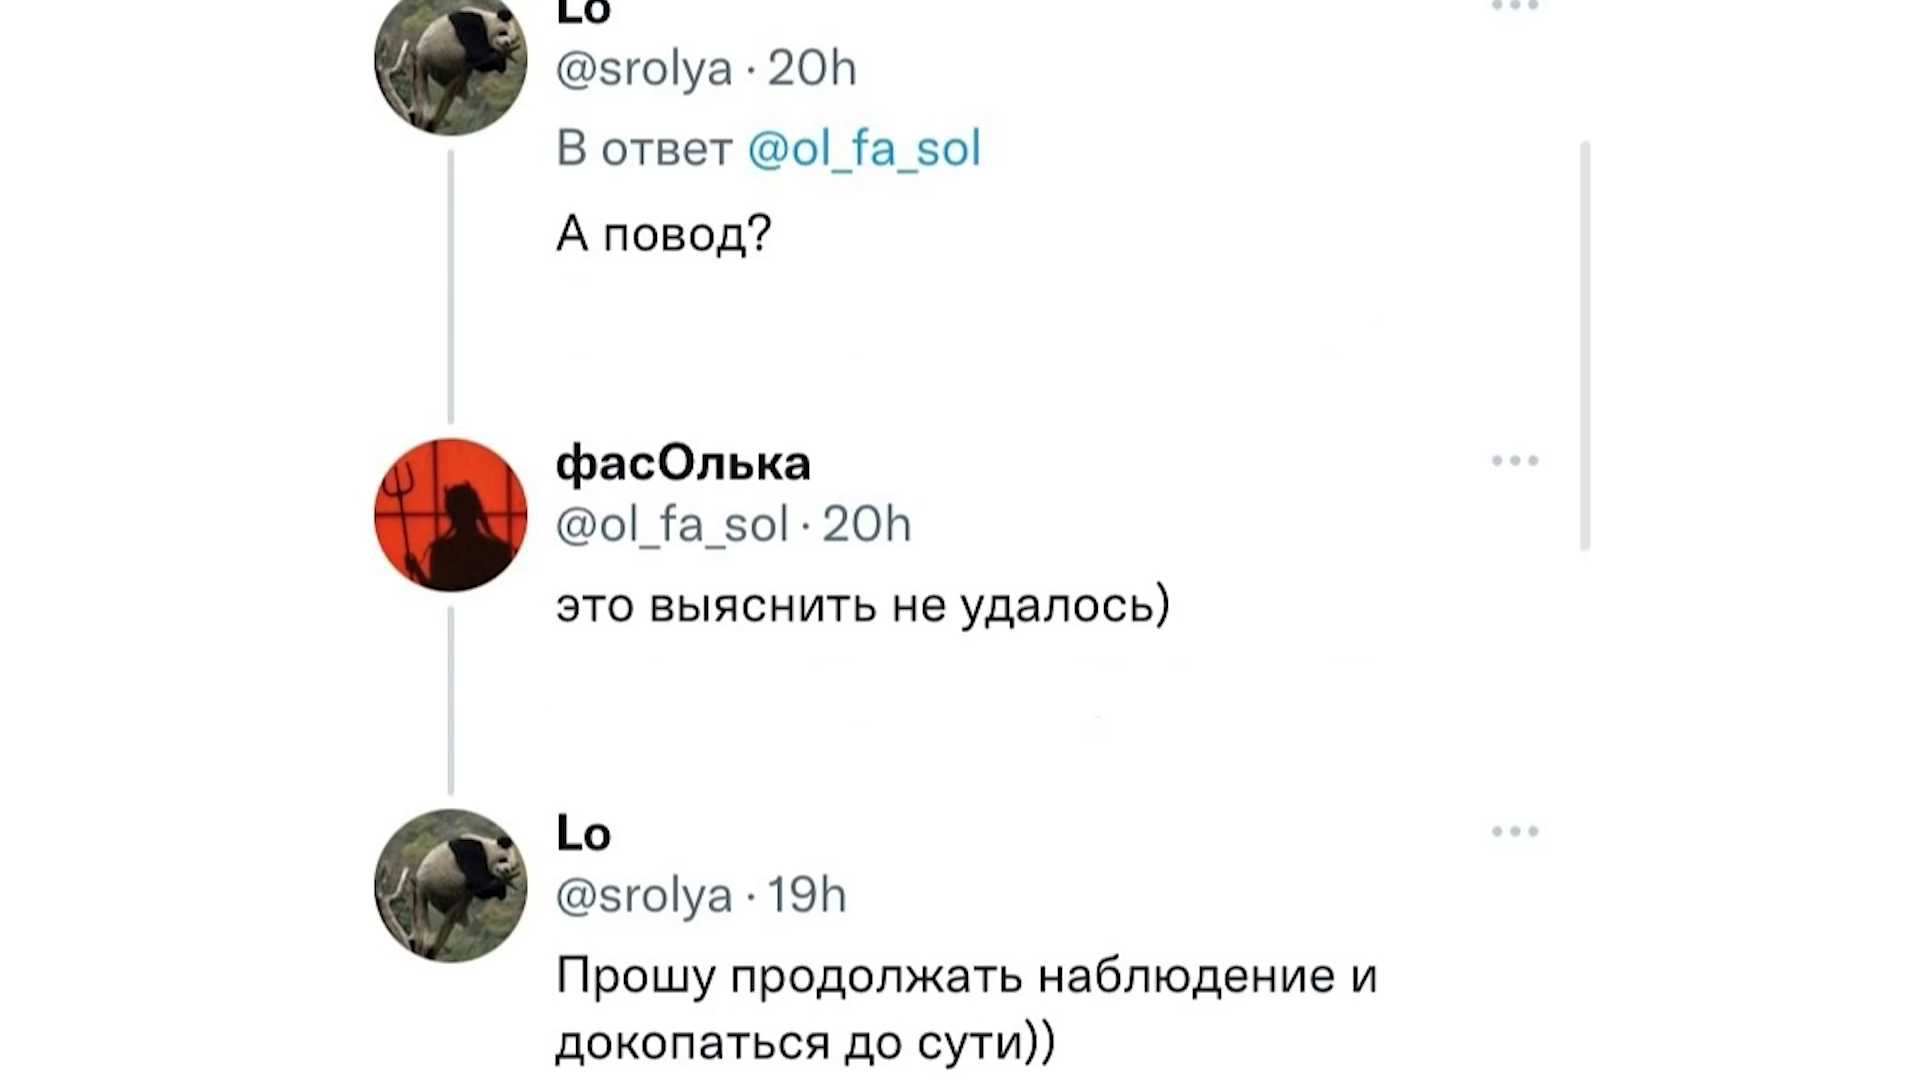 Lo
@srolya · 20h
В ответ @ol_fa_sol
А повод?
фасОлька
@ol_fa_sol · 20h
это выяснить не удалось)
Lo
@srolya · 19h
Прошу продолжать наблюдение и
докопаться до сути))